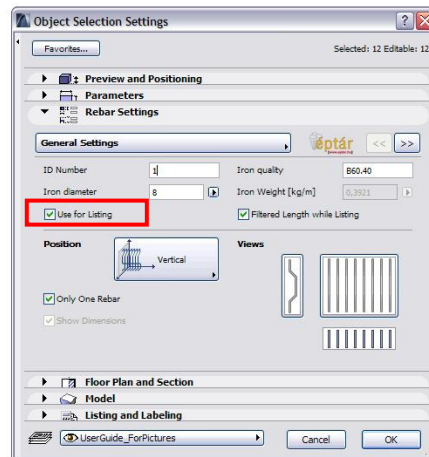 Object Selection Settings
Favorites...
Selected: 12 Editable: 12
Preview and Positioning
Parameters
Rebar Settings
General Settings
éptár
<<
>>
ID Number
1
Iron quality
B60.40
Iron diameter
8
Iron Weight [kg/m]
0,3921
Use for Listing
Filtered Length while Listing
Position
Views
Vertical
Only One Rebar
Show Dimensions
Floor Plan and Section
Model
Listing and Labeling
UserGuide_ForPictures
Cancel
OK